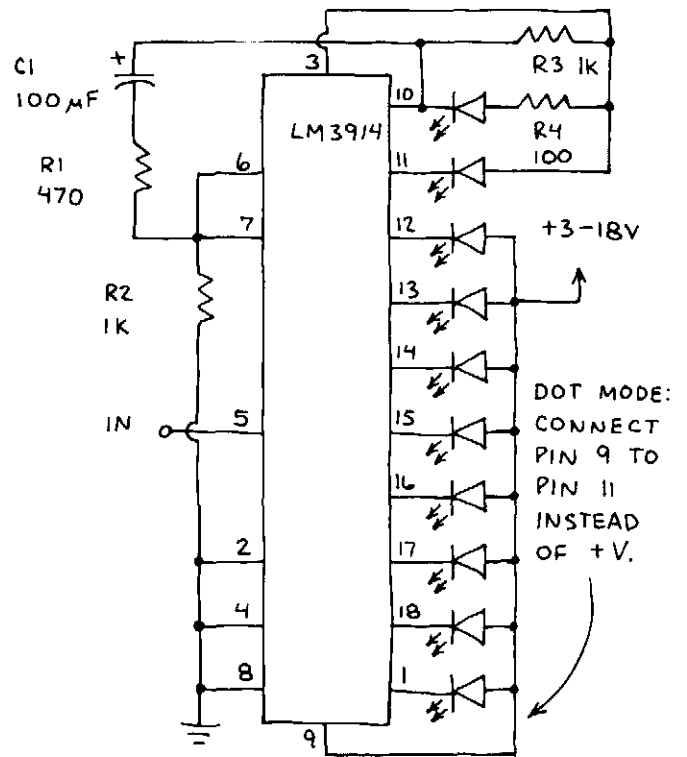 C1
+
3
100 µF
R3 1K
10
LM3914
R4
100
R1
470
6
11
7
12
+3-18V
R2
1K
13
14
DOT MODE:
CONNECT
PIN 9 TO
PIN 11
INSTEAD
OF +V.
IN
5
15
16
2
17
4
18
8
1
9